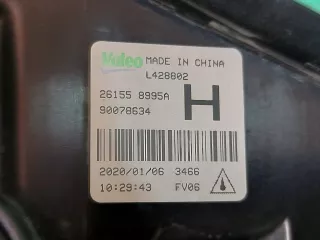 Valeo MADE IN CHINA
L428802
26155 8995A
90078634
H
2020/01/06 3466
10:29:43 FV06